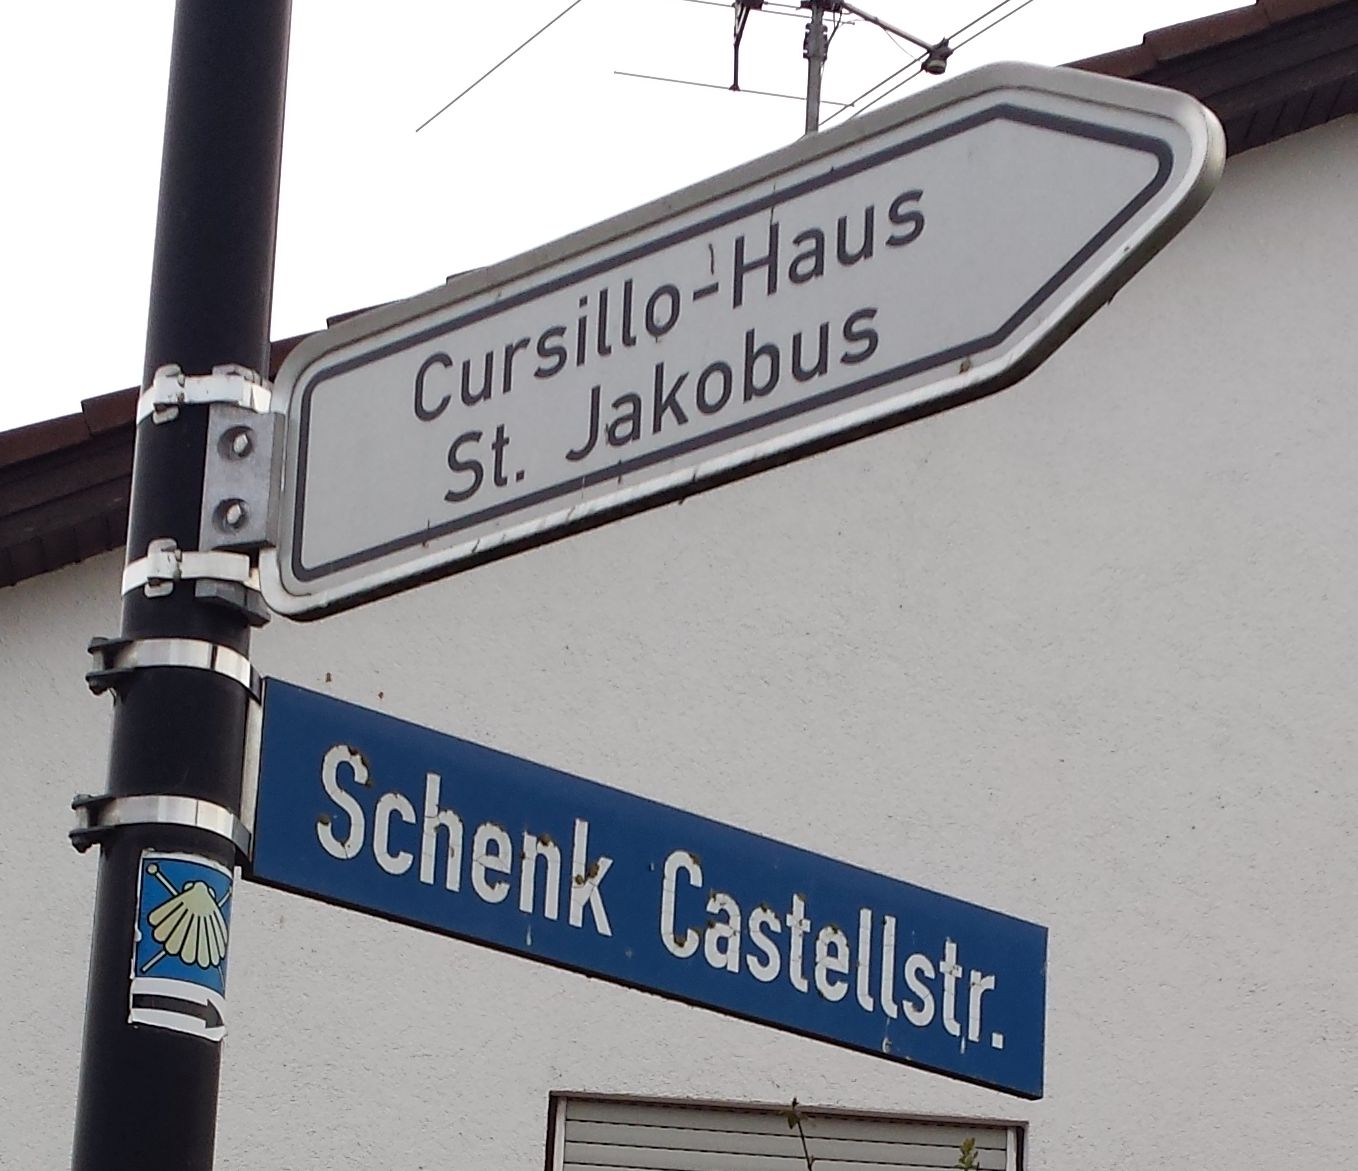 Cursillo-Haus
St. Jakobus
Schenk Castellstr.